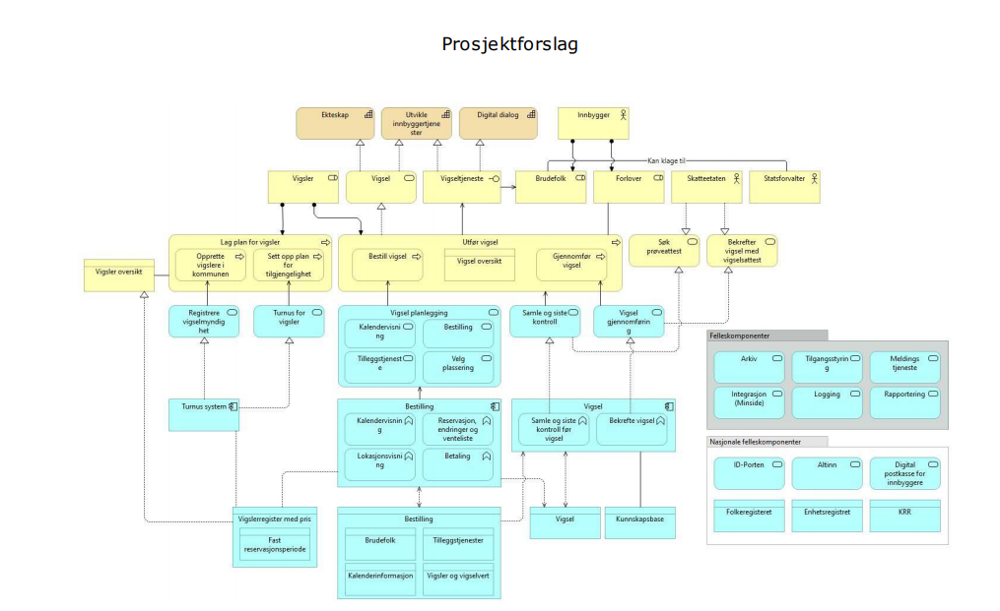 Prosjektforslag
Ekteskap
Utvikle
innbyggertjene
ster
Digital dialog
Innbygger
Kan klage til
Vigsler
Vigsel
Vigseltjeneste
Brudefolk
Forlover
Skatteetaten
Statsforvalter
Lag plan for vigsler
Opprette
vigslere i
kommunen
Sett opp plan
for
tilgjengelighet
Utfør vigsel
Bestill vigsel
Vigsel oversikt
Gjennomfør
vigsel
Søk
prøveattest
Bekrefter
vigsel med
vigselsattest
Vigsler oversikt
Registrere
vigselmyndig
het
Turnus for
vigsler
Vigsel planlegging
Kalendervisni
ng
Bestilling
Tilleggstjenest
e
Velg
plassering
Samle og siste
kontroll
Vigsel
gjennomførin
g
Felleskomponenter
Arkiv
Tilgangsstyrin
g
Meldings
tjeneste
Integrasjon
(Minside)
Logging
Rapportering
Turnus system
Bestilling
Kalendervisnin
g
Reservasjon,
endringer og
venteliste
Lokasjonsvisni
ng
Betaling
Vigsel
Samle og siste
kontroll før
vigsel
Bekrefte vigsel
Nasjonale felleskomponenter
ID-Porten
Altinn
Digital
postkasse for
innbyggere
Folkeregisteret
Enhetsregistret
KRR
Vigslerregister med pris
Fast
reservasjonsperiode
Bestilling
Brudefolk
Tilleggstjenester
Kalenderinformasjon
Vigsler og vigselvert
Vigsel
Kunnskapsbase